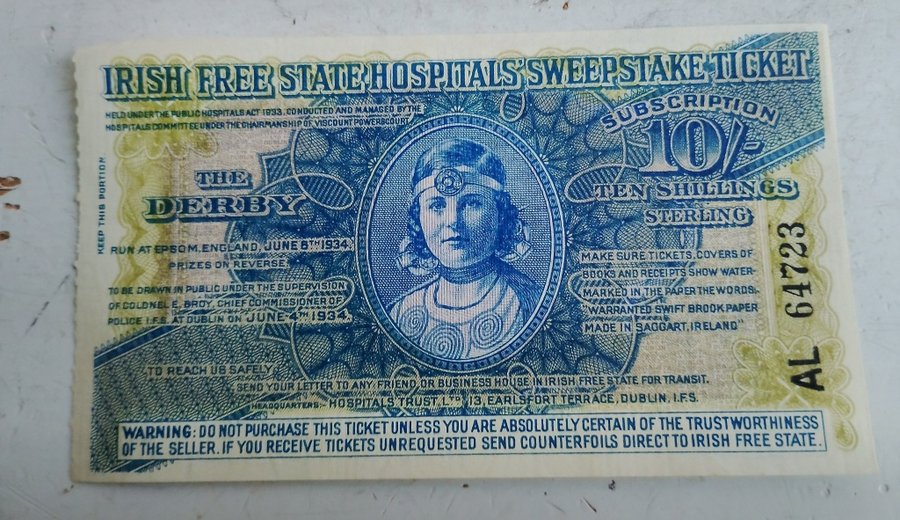 IRISH FREE STATE HOSPITALS' SWEEPSTAKE TICKET
HELD UNDER THE PUBLIC HOSPITALS ACT 1933. CONDUCTED AND MANAGED BY THE
HOSPITALS COMMITTEE UNDER THE CHAIRMANSHIP OF VISCOUNT POWERSCOURT.
SUBSCRIPTION
10/-
TEN SHILLINGS
STERLING
KEEP THIS PORTION
THE
DERBY
RUN AT EPSOM, ENGLAND, JUNE 6TH 1934.
PRIZES ON REVERSE
TO BE DRAWN IN PUBLIC UNDER THE SUPERVISION
OF COLONEL E. BROY, CHIEF COMMISSIONER OF
POLICE I.F.S. AT DUBLIN ON JUNE 4TH 1934.
MAKE SURE TICKETS, COVERS OF
BOOKS AND RECEIPTS SHOW WATER-
MARKED IN THE PAPER THE WORDS:
"WARRANTED SWIFT BROOK PAPER
MADE IN SAGGART, IRELAND"
AL 64723
TO REACH US SAFELY
SEND YOUR LETTER TO ANY FRIEND, OR BUSINESS HOUSE IN IRISH FREE STATE FOR TRANSIT.
HEADQUARTERS:- HOSPITALS TRUST, LTD 13, EARLSFORT TERRACE, DUBLIN, I.F.S.
WARNING: DO NOT PURCHASE THIS TICKET UNLESS YOU ARE ABSOLUTELY CERTAIN OF THE TRUSTWORTHINESS
OF THE SELLER. IF YOU RECEIVE TICKETS UNREQUESTED SEND COUNTERFOILS DIRECT TO IRISH FREE STATE.